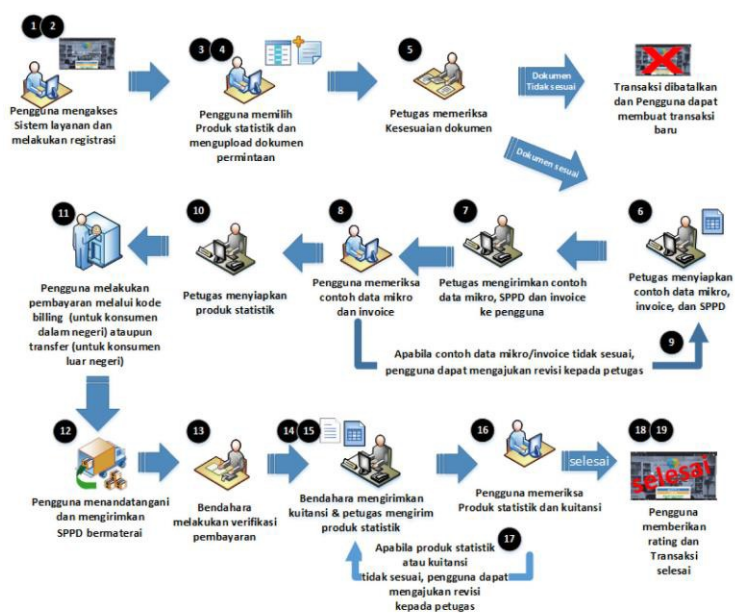 1 2
Pengguna mengakses
Sistem layanan dan
melakukan registrasi
3 4
Pengguna memilih
Produk statistik dan
mengupload dokumen
permintaan
5
Petugas memeriksa
Kesesuaian dokumen
Dokumen
Tidak sesuai
Transaksi dibatalkan
dan Pengguna dapat
membuat transaksi
baru
Dokumen sesuai
6
Petugas menyiapkan
contoh data mikro,
invoice, dan SPPD
7
Petugas mengirimkan contoh
data mikro, SPPD dan invoice
ke pengguna
8
Pengguna memeriksa
contoh data mikro
dan invoice
9
Apabila contoh data mikro/invoice tidak sesuai,
pengguna dapat mengajukan revisi kepada petugas
10
Petugas menyiapkan
produk statistik
11
Pengguna melakukan
pembayaran melalui kode
billing (untuk konsumen
dalam negeri) ataupun
transfer (untuk konsumen
luar negeri)
12
Pengguna menandatangani
dan mengirimkan
SPPD bermaterai
13
Bendahara
melakukan verifikasi
pembayaran
14 15
Bendahara mengirimkan
kuitansi & petugas mengirim
produk statistik
16
Pengguna memeriksa
Produk statistik dan kuitansi
17
Apabila produk statistik
atau kuitansi
tidak sesuai, pengguna dapat
mengajukan revisi
kepada petugas
selesai
18 19
selesai
Pengguna
memberikan
rating dan
Transaksi
selesai